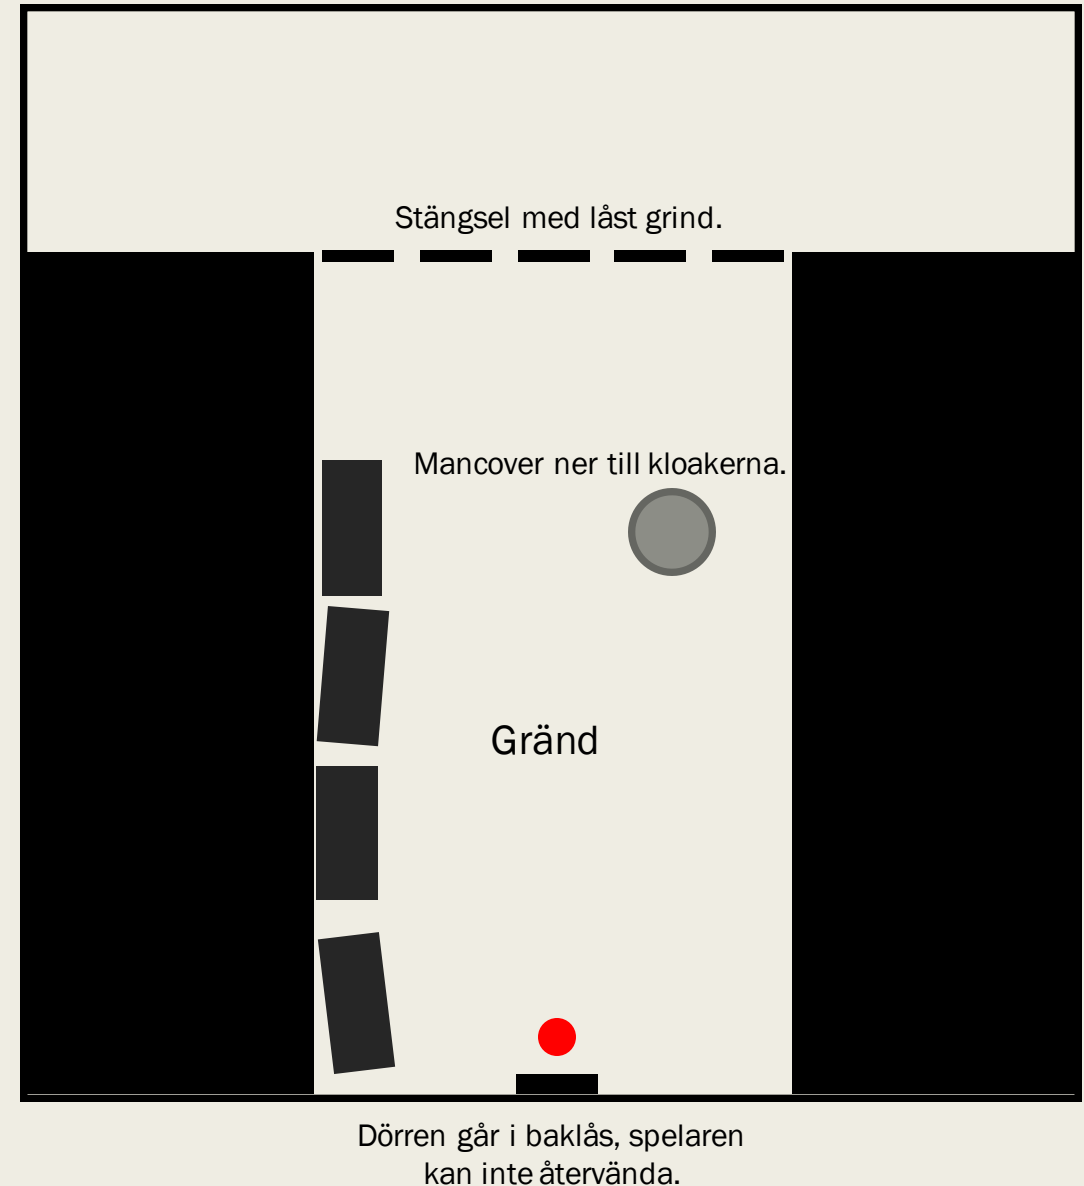 Stängsel med låst grind.
Mancover ner till kloakerna.
Gränd
Dörren går i baklås, spelaren
kan inte återvända.